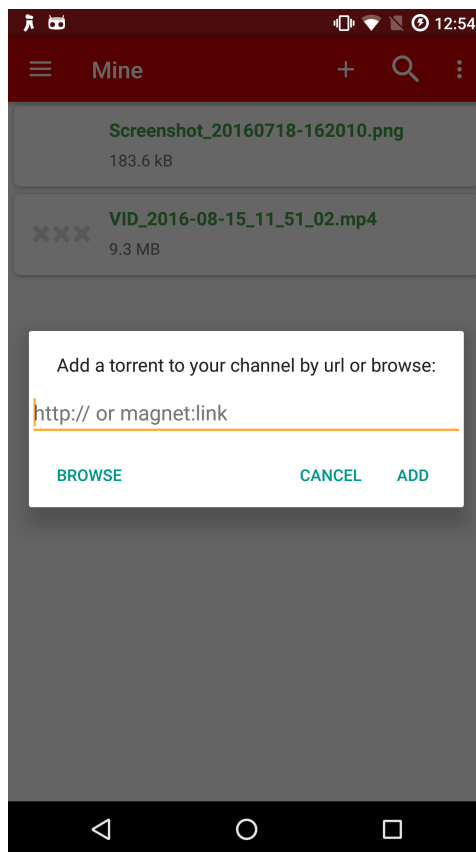 12:54
Mine
Screenshot_20160718-162010.png
183.6 kB
VID_2016-08-15_11_51_02.mp4
9.3 MB
Add a torrent to your channel by url or browse:
http:// or magnet:link
BROWSE CANCEL ADD